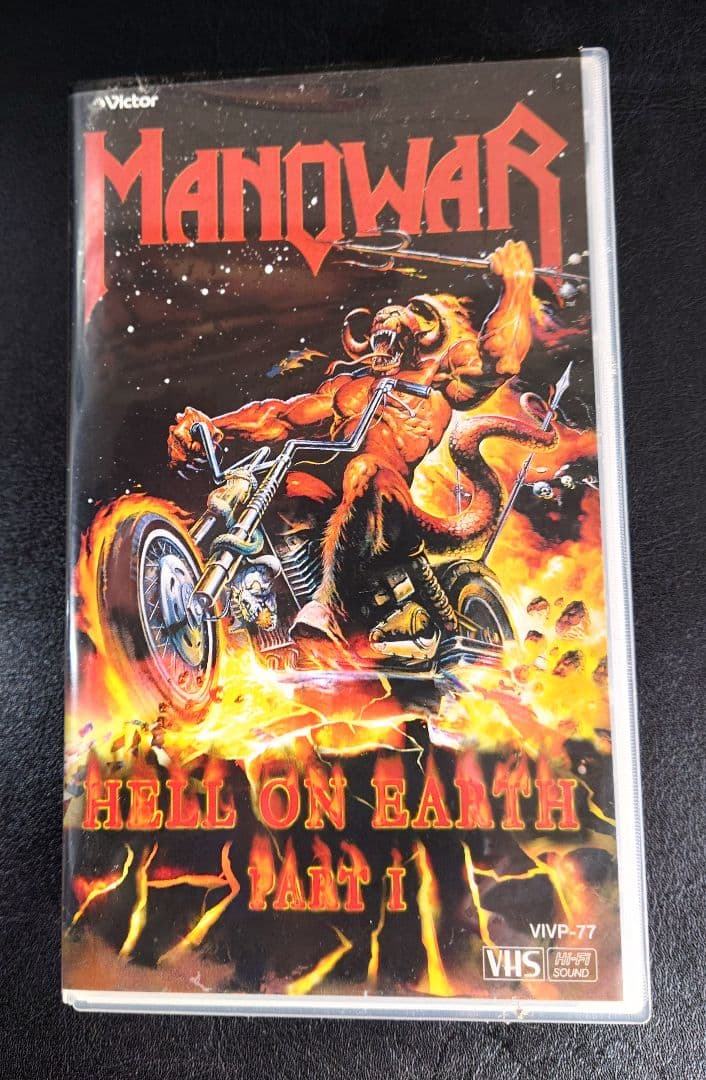 Victor
MANOWAR
HELL ON EARTH
PART I
VIVP-77
VHS Hi-Fi SOUND